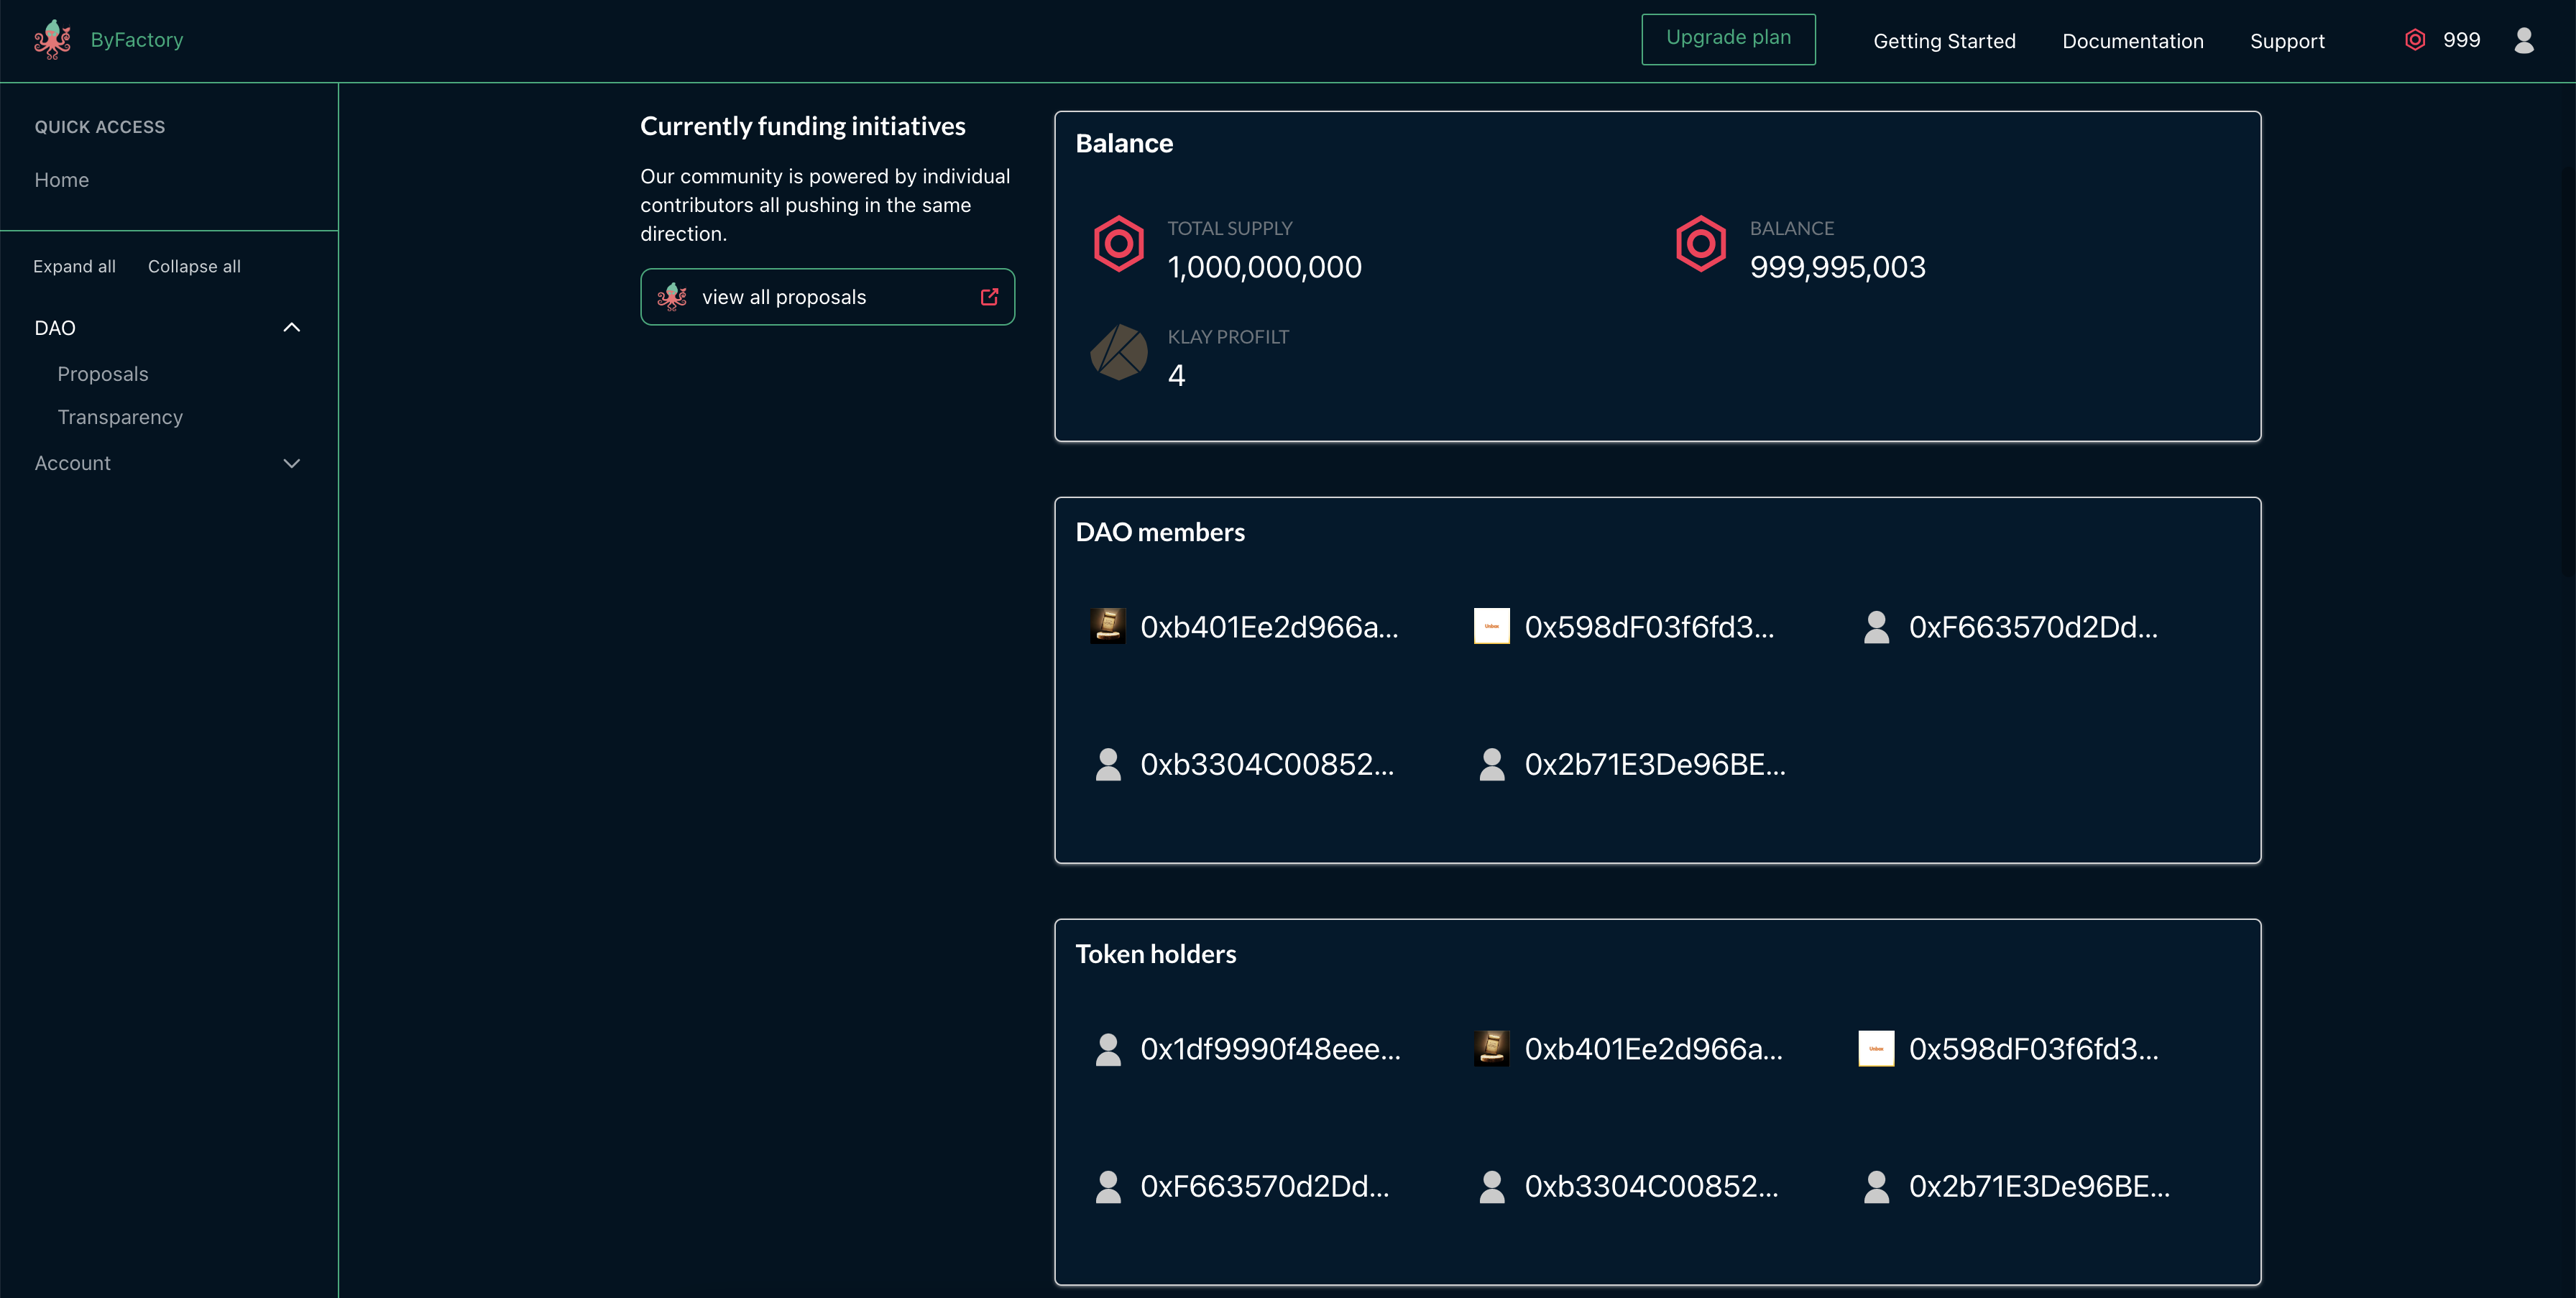 ByFactory
Upgrade plan
Getting Started
Documentation
Support
999
QUICK ACCESS
Home
Expand all
Collapse all
DAO
Proposals
Transparency
Account
Currently funding initiatives
Our community is powered by individual
contributors all pushing in the same
direction.
view all proposals
Balance
TOTAL SUPPLY
1,000,000,000
BALANCE
999,995,003
KLAY PROFILT
4
DAO members
0xb401Ee2d966a...
0x598dF03f6fd3...
0xF663570d2Dd...
0xb3304C00852...
0x2b71E3De96BE...
Token holders
0x1df9990f48eee...
0xb401Ee2d966a...
0x598dF03f6fd3...
0xF663570d2Dd...
0xb3304C00852...
0x2b71E3De96BE...